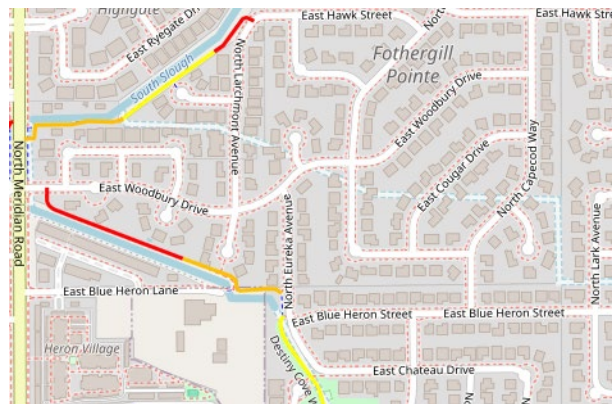 Highgate
East Hawk Street
East Hawk Street
East Ryegate Dr
South Slough
North Larchmont Avenue
Fothergill
Pointe
East Woodbury Drive
North Meridian Road
East Woodbury Drive
East Cougar Drive
North Capecod Way
North Eureka Avenue
North Lark Avenue
East Blue Heron Lane
East Blue Heron Street
East Blue Heron Street
Heron Village
Destiny Cove W
East Chateau Drive